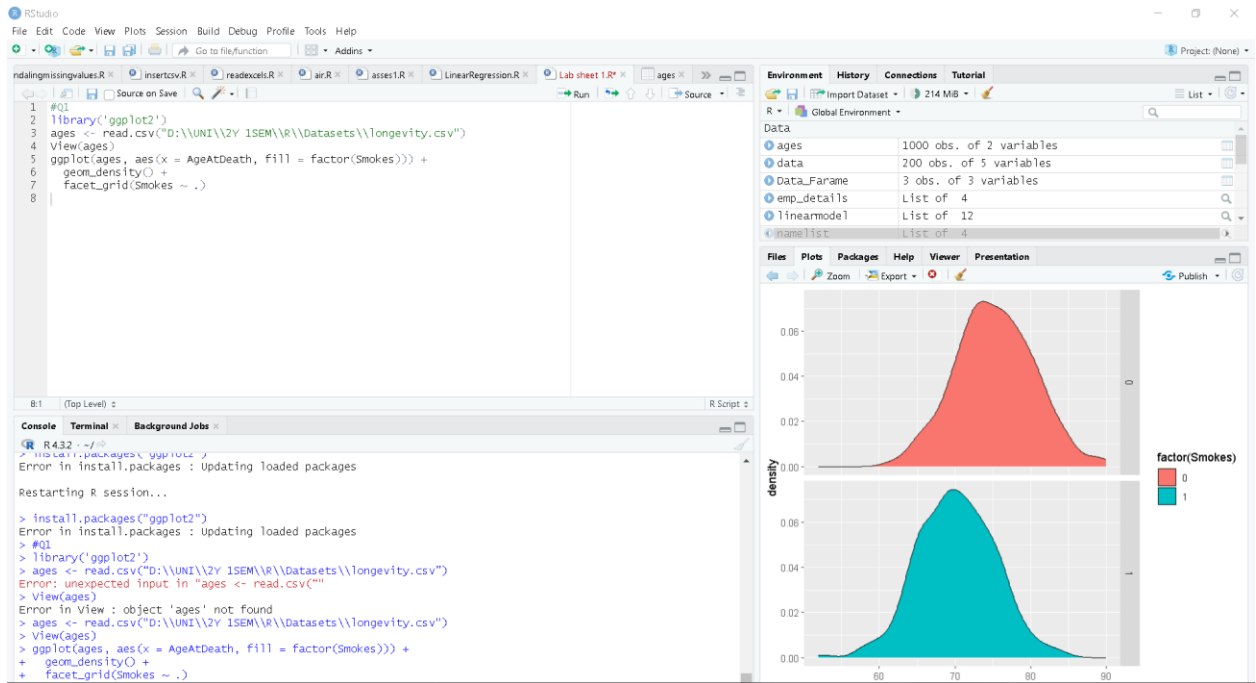 RStudio
File Edit Code View Plots Session Build Debug Profile Tools Help
Go to file/function Addins Project: (None)
ndalingmissingvalues.R insertcsv.R readexcels.R air.R asses1.R LinearRegression.R Lab sheet 1.R* ages
Source on Save Run Source
1 #Q1
2 library('ggplot2')
3 ages <- read.csv("D:\\UNI\\2Y 1SEM\\R\\Datasets\\longevity.csv")
4 View(ages)
5 ggplot(ages, aes(x = AgeAtDeath, fill = factor(Smokes))) +
6   geom_density() +
7   facet_grid(Smokes ~ .)
8
8:1 (Top Level) R Script
Console Terminal Background Jobs
R 4.3.2 · ~/
> install.packages("ggplot2")
Error in install.packages : Updating loaded packages
Restarting R session...
> install.packages("ggplot2")
Error in install.packages : Updating loaded packages
> #Q1
> library('ggplot2')
> ages <- read.csv(“D:\\UNI\\2Y 1SEM\\R\\Datasets\\longevity.csv”)
Error: unexpected input in "ages <- read.csv(“"
> View(ages)
Error in View : object 'ages' not found
> ages <- read.csv("D:\\UNI\\2Y 1SEM\\R\\Datasets\\longevity.csv")
> View(ages)
> ggplot(ages, aes(x = AgeAtDeath, fill = factor(Smokes))) +
+   geom_density() +
+   facet_grid(Smokes ~ .)
Environment History Connections Tutorial
Import Dataset 214 MiB List
R Global Environment
Data
ages 1000 obs. of 2 variables
data 200 obs. of 5 variables
Data_Farame 3 obs. of 3 variables
emp_details List of 4
linearmodel List of 12
namelist List of 4
Files Plots Packages Help Viewer Presentation
Zoom Export Publish
0.06
0.04
0.02
0.00
0
density
0.06
0.04
0.02
0.00
1
60 70 80 90
factor(Smokes)
0
1